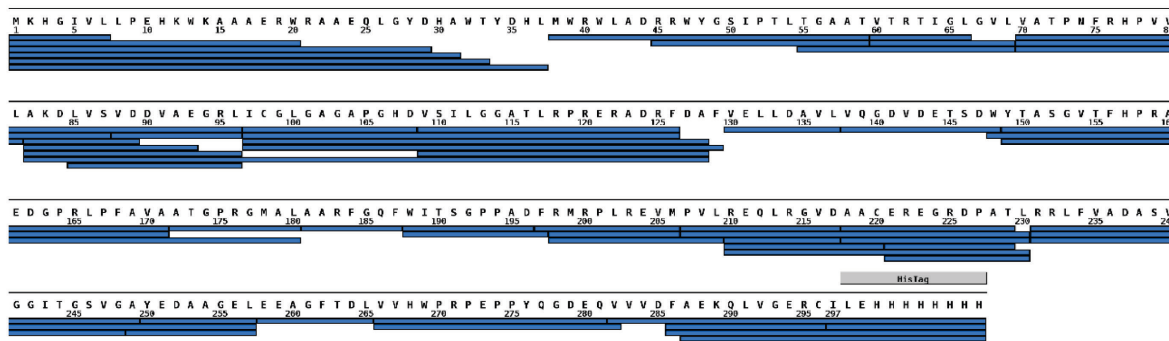 M K H G I V L L P E H K W K A A A E R W R A A E Q L G Y D H A W T Y D H L M W R W L A D R R W Y G S I P T L T G A A T V T R T I G L G V L V A T P N F R H P V V
1 5 10 15 20 25 30 35 40 45 50 55 60 65 70 75 80
L A K D L V S V D D V A E G R L I C G L G A G A P G H D V S I L G G A T L R P R E R A D R F D A F V E L L D A V L V Q G D V D E T S D W Y T A S G V T F H P R A
85 90 95 100 105 110 115 120 125 130 135 140 145 150 155 160
E D G P R L P F A V A A T G P R G M A L A A R F G Q F W I T S G P P A D F R M R P L R E V M P V L R E Q L R G V D A A C E R E G R D P A T L R R L F V A D A S V
165 170 175 180 185 190 195 200 205 210 215 220 225 230 235 240
HisTag
G G I T G S V G A Y E D A A G E L E E A G F T D L V V H W P R P E P P Y Q G D E Q V V V D F A E K Q L V G E R C I L E H H H H H H H H
245 250 255 260 265 270 275 280 285 290 295 297